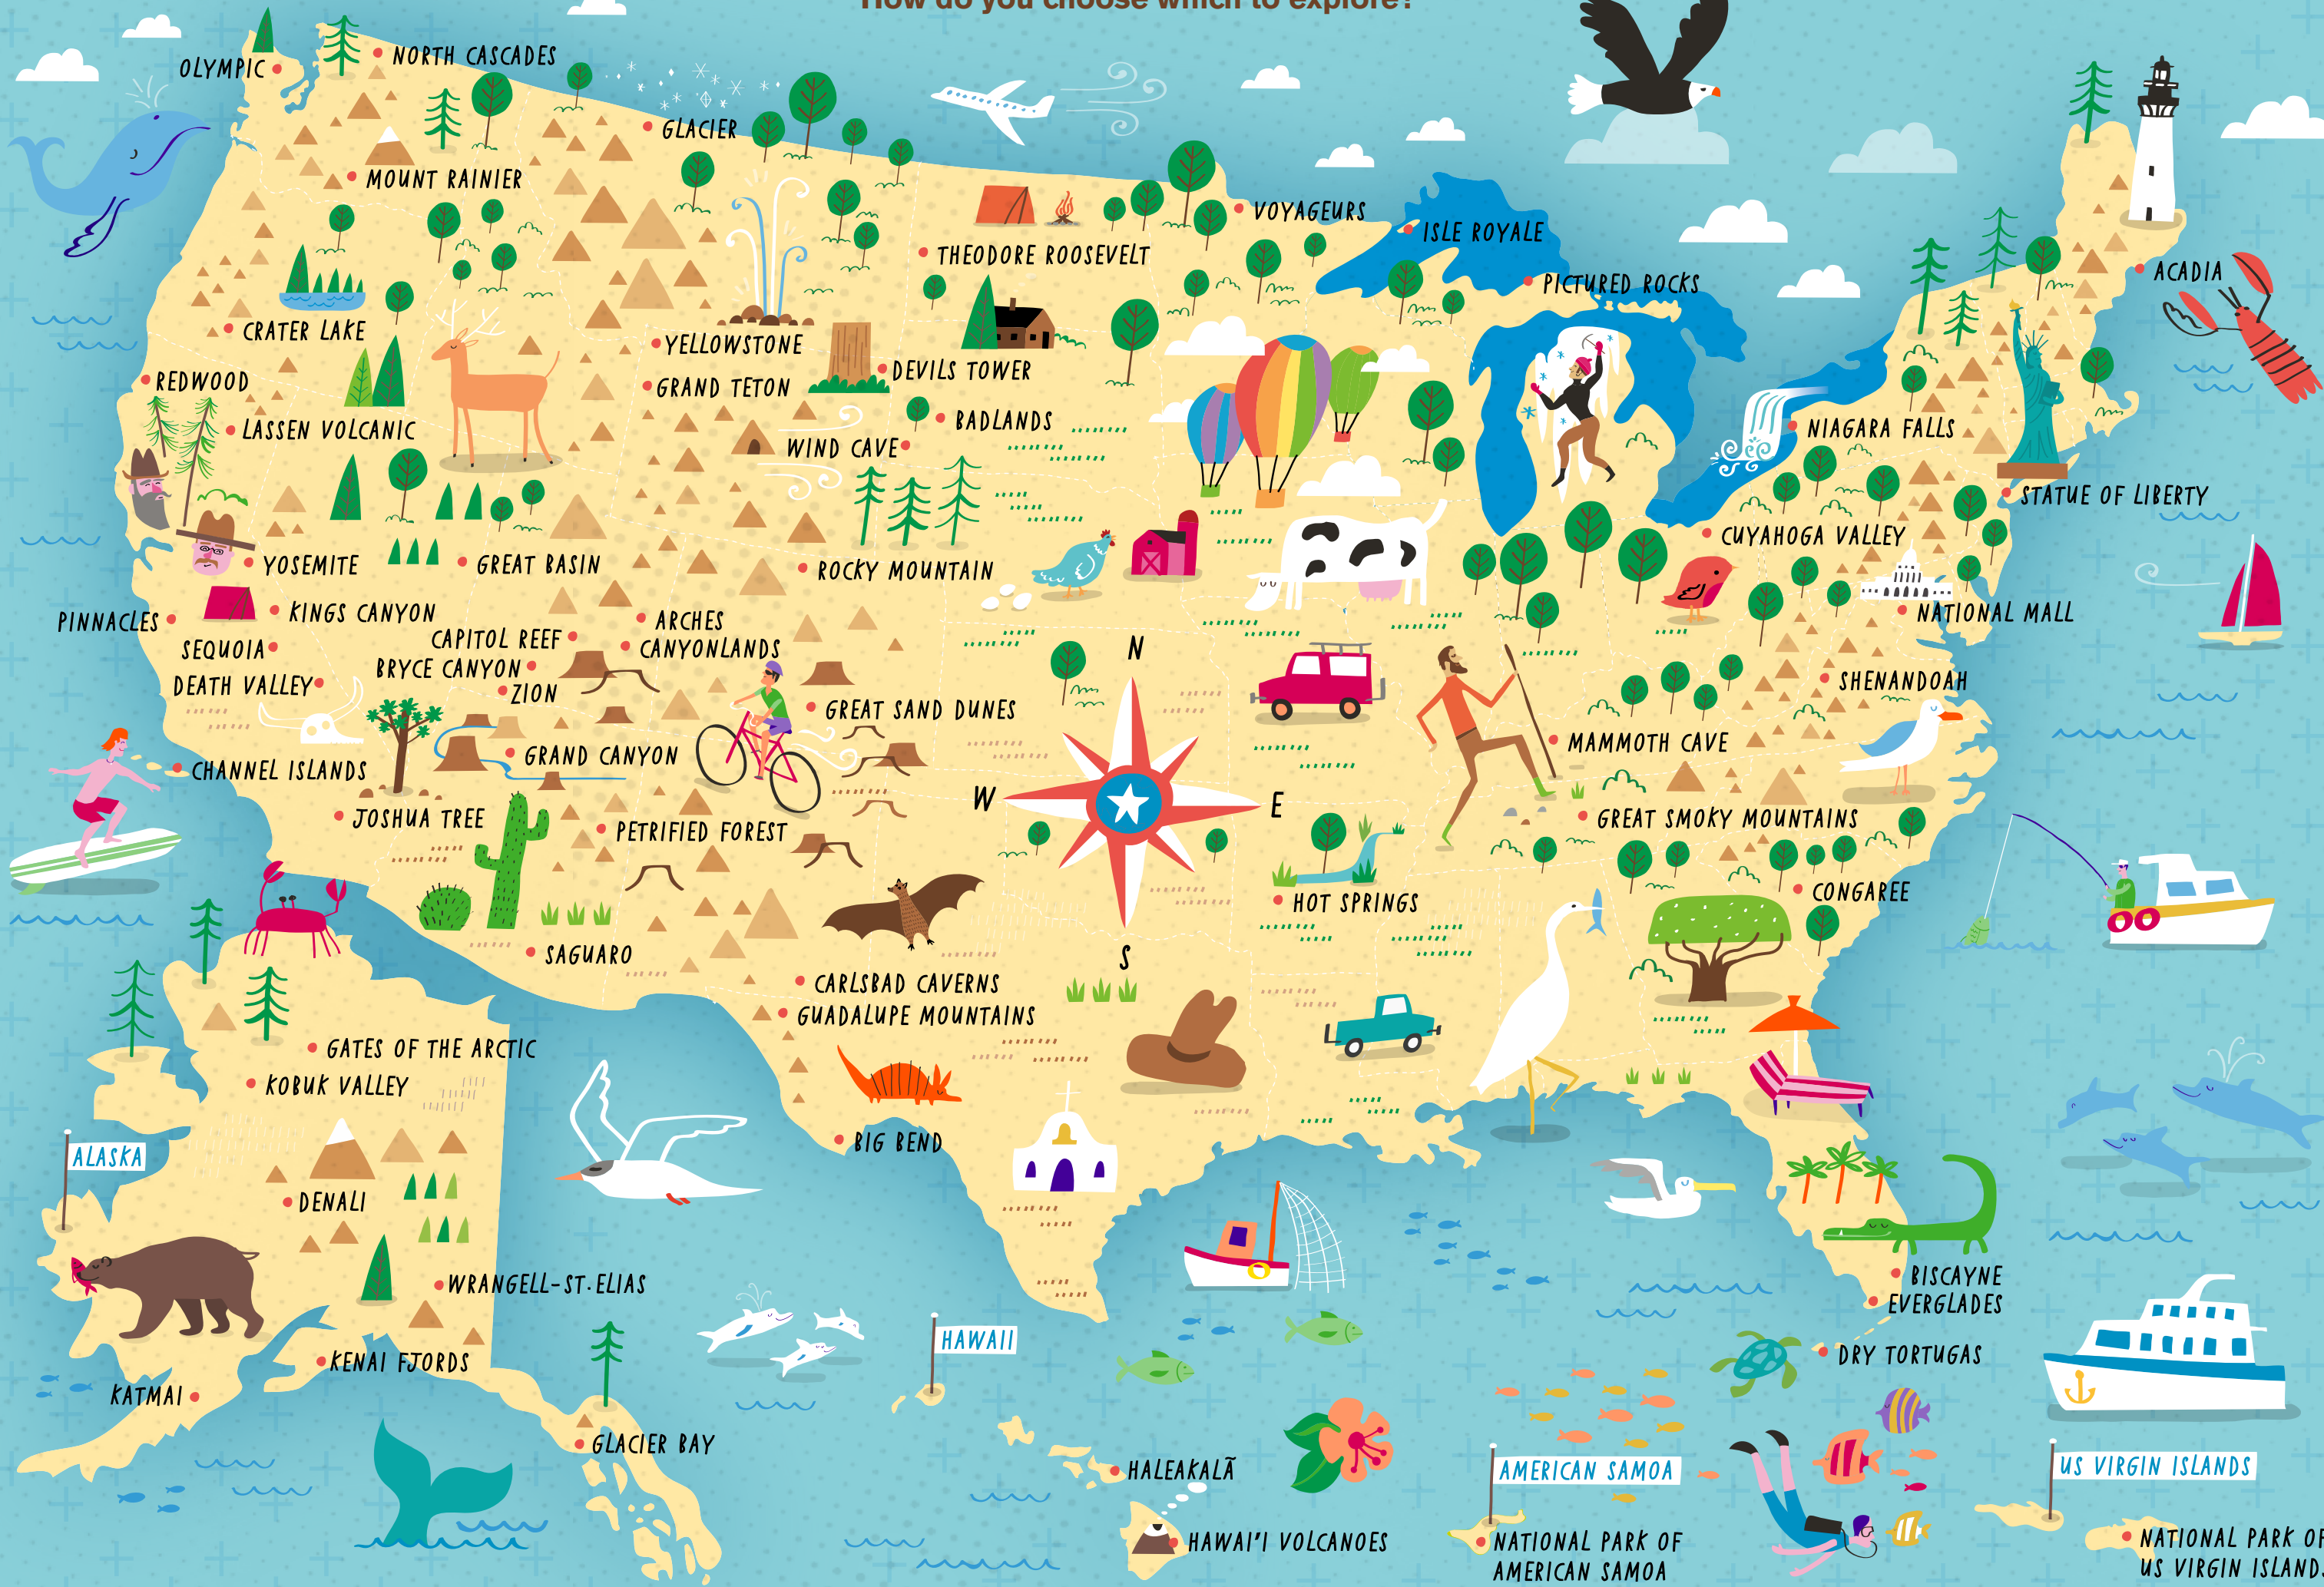 How do you choose which to explore?
OLYMPIC
NORTH CASCADES
GLACIER
MOUNT RAINIER
VOYAGEURS
ISLE ROYALE
THEODORE ROOSEVELT
PICTURED ROCKS
ACADIA
CRATER LAKE
YELLOWSTONE
DEVILS TOWER
REDWOOD
GRAND TETON
BADLANDS
LASSEN VOLCANIC
WIND CAVE
NIAGARA FALLS
STATUE OF LIBERTY
CUYAHOGA VALLEY
YOSEMITE
GREAT BASIN
ROCKY MOUNTAIN
PINNACLES
KINGS CANYON
ARCHES
NATIONAL MALL
CAPITOL REEF
CANYONLANDS
SEQUOIA
BRYCE CANYON
N
DEATH VALLEY
ZION
SHENANDOAH
GREAT SAND DUNES
GRAND CANYON
MAMMOTH CAVE
CHANNEL ISLANDS
W
E
JOSHUA TREE
PETRIFIED FOREST
GREAT SMOKY MOUNTAINS
HOT SPRINGS
CONGAREE
SAGUARO
S
CARLSBAD CAVERNS
GUADALUPE MOUNTAINS
GATES OF THE ARCTIC
KOBUK VALLEY
BIG BEND
ALASKA
DENALI
WRANGELL-ST.ELIAS
BISCAYNE
EVERGLADES
HAWAII
DRY TORTUGAS
KENAI FJORDS
KATMAI
GLACIER BAY
HALEAKALÃ
AMERICAN SAMOA
US VIRGIN ISLANDS
HAWAI'I VOLCANOES
NATIONAL PARK OF
AMERICAN SAMOA
NATIONAL PARK OF
US VIRGIN ISLAND